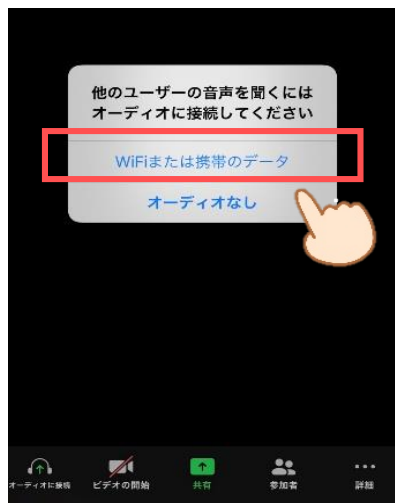 他のユーザーの音声を聞くには
オーディオに接続してください
WiFiまたは携帯のデータ
オーディオなし
オーディオに接続
ビデオの開始
共有
参加者
詳細